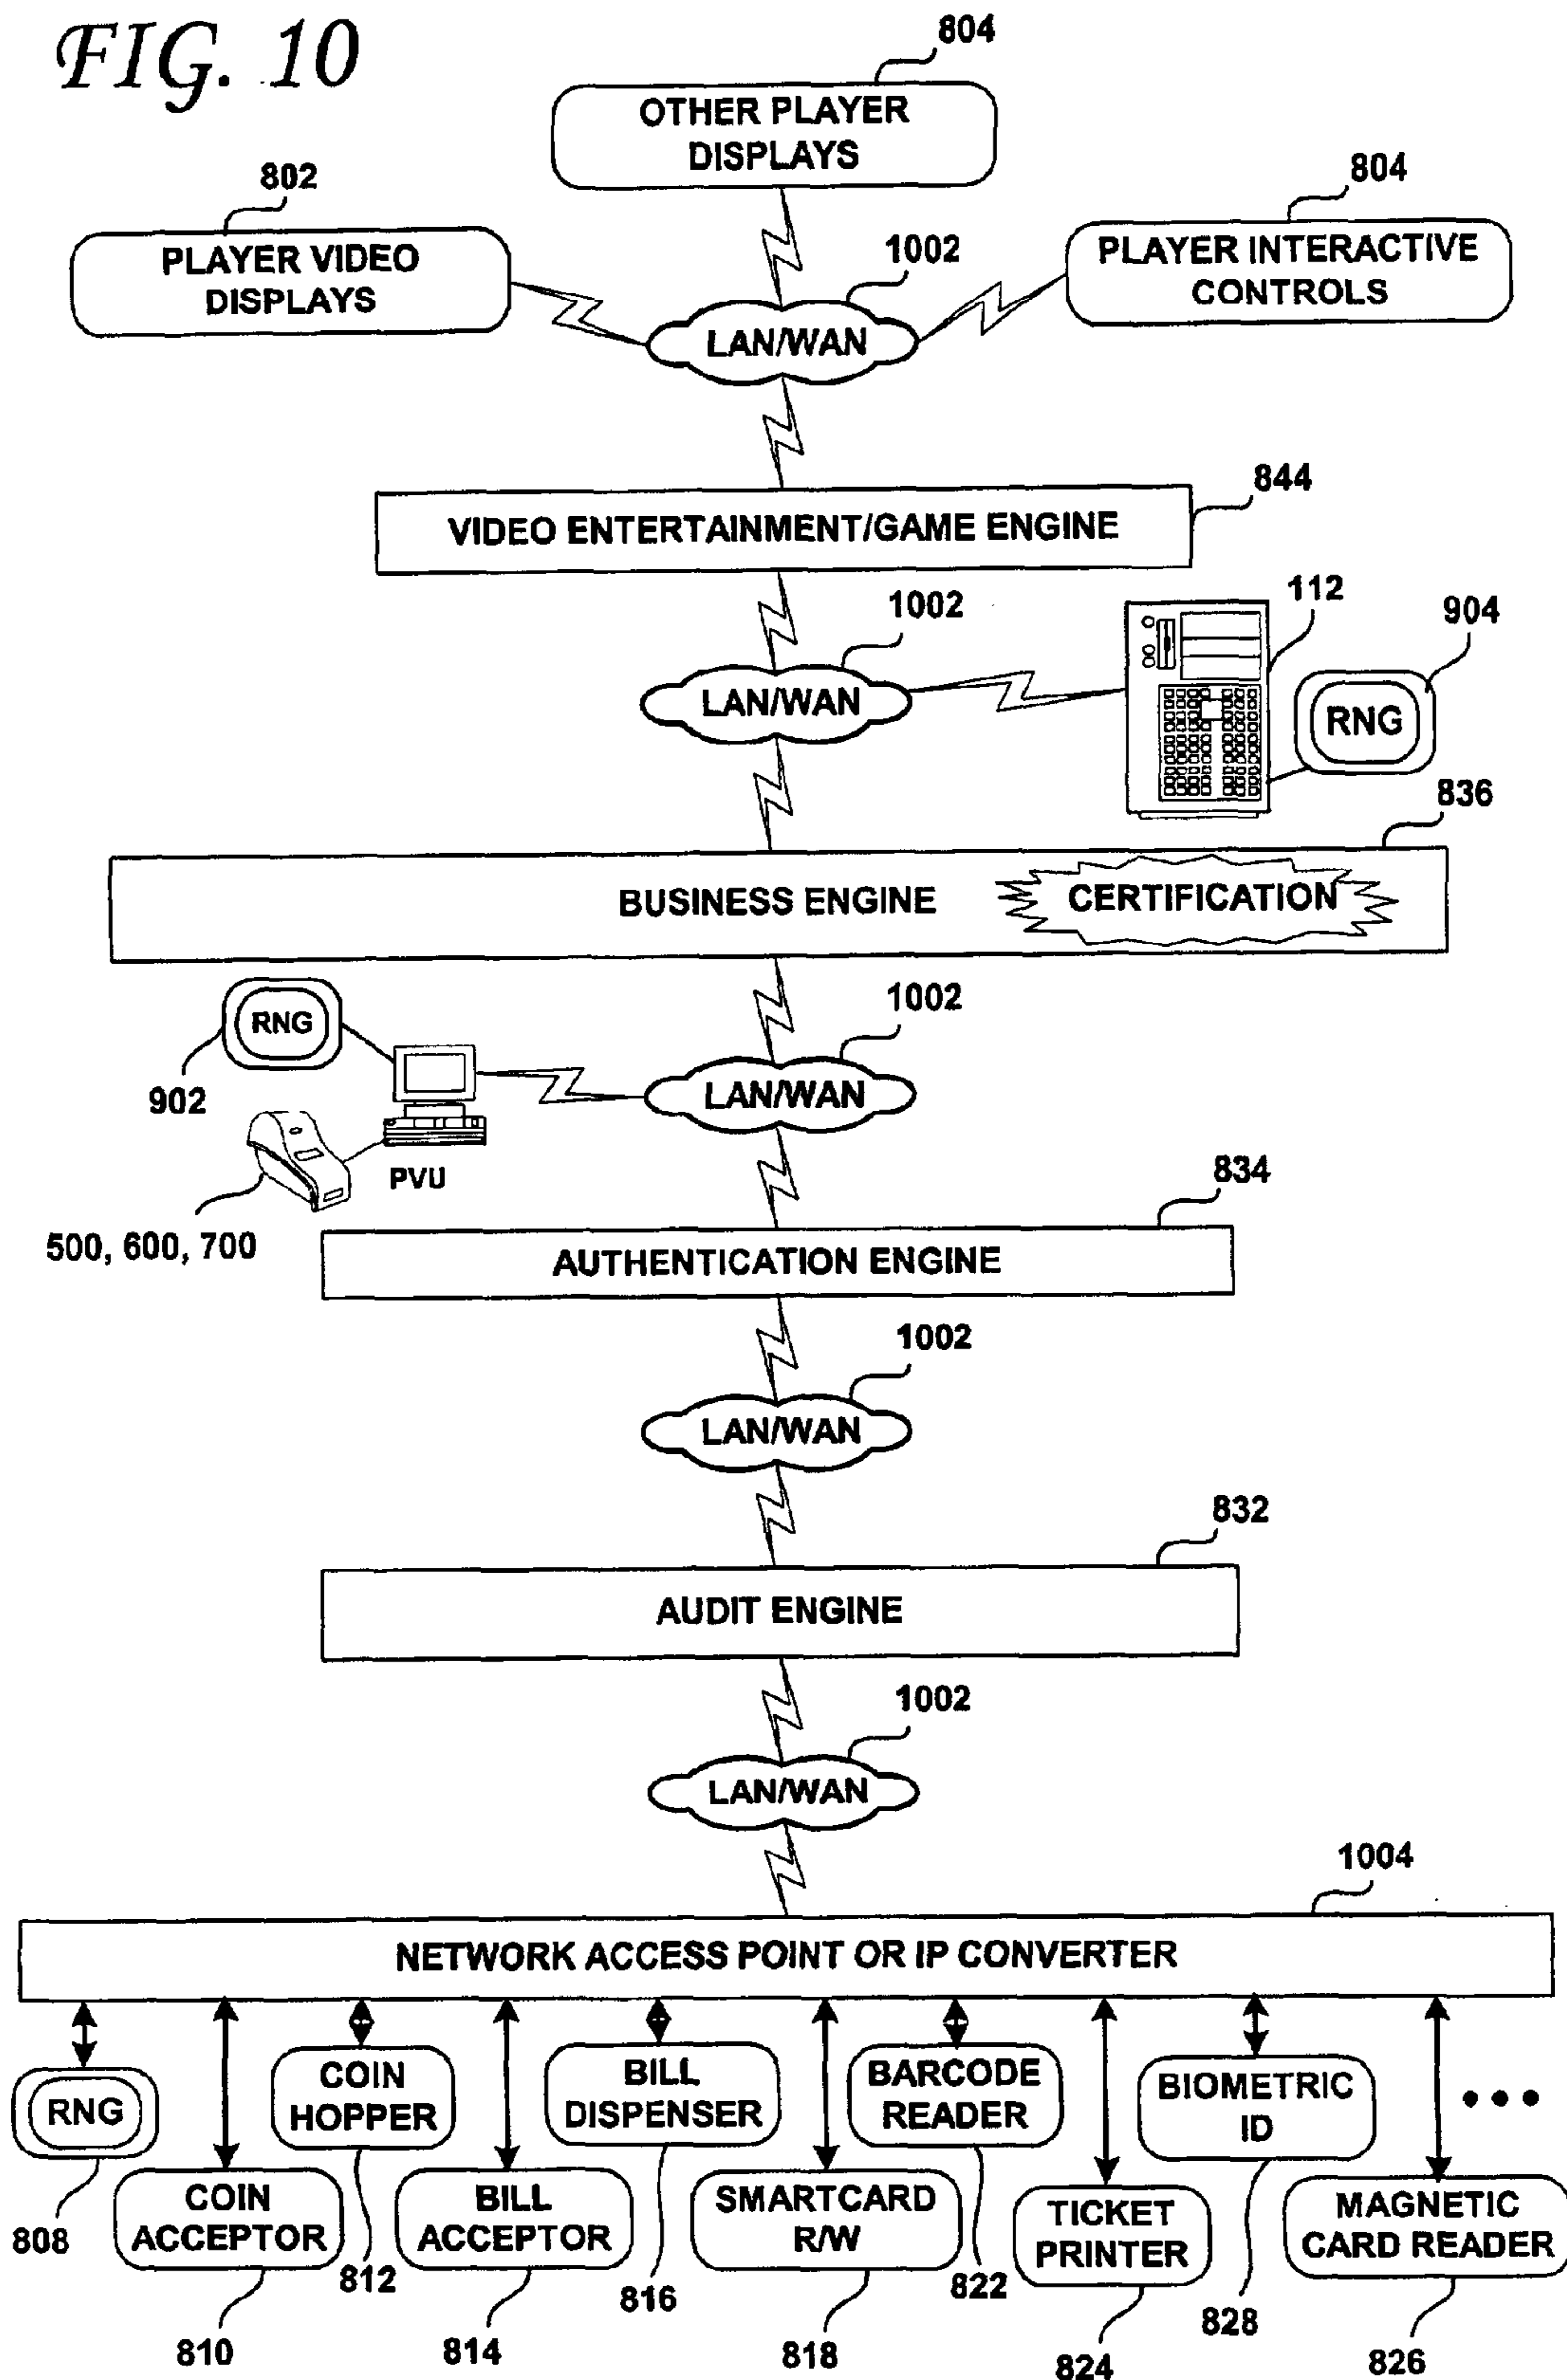 FIG. 10
804
OTHER PLAYER
DISPLAYS
802
PLAYER VIDEO
DISPLAYS
1002
LAN/WAN
804
PLAYER INTERACTIVE
CONTROLS
844
VIDEO ENTERTAINMENT/GAME ENGINE
1002
LAN/WAN
112
904
RNG
836
BUSINESS ENGINE
CERTIFICATION
RNG
902
1002
LAN/WAN
PVU
500, 600, 700
834
AUTHENTICATION ENGINE
1002
LAN/WAN
832
AUDIT ENGINE
1002
LAN/WAN
1004
NETWORK ACCESS POINT OR IP CONVERTER
RNG
808
COIN
ACCEPTOR
810
COIN
HOPPER
812
BILL
ACCEPTOR
814
BILL
DISPENSER
816
SMARTCARD
R/W
818
BARCODE
READER
822
TICKET
PRINTER
824
BIOMETRIC
ID
828
MAGNETIC
CARD READER
826
•••